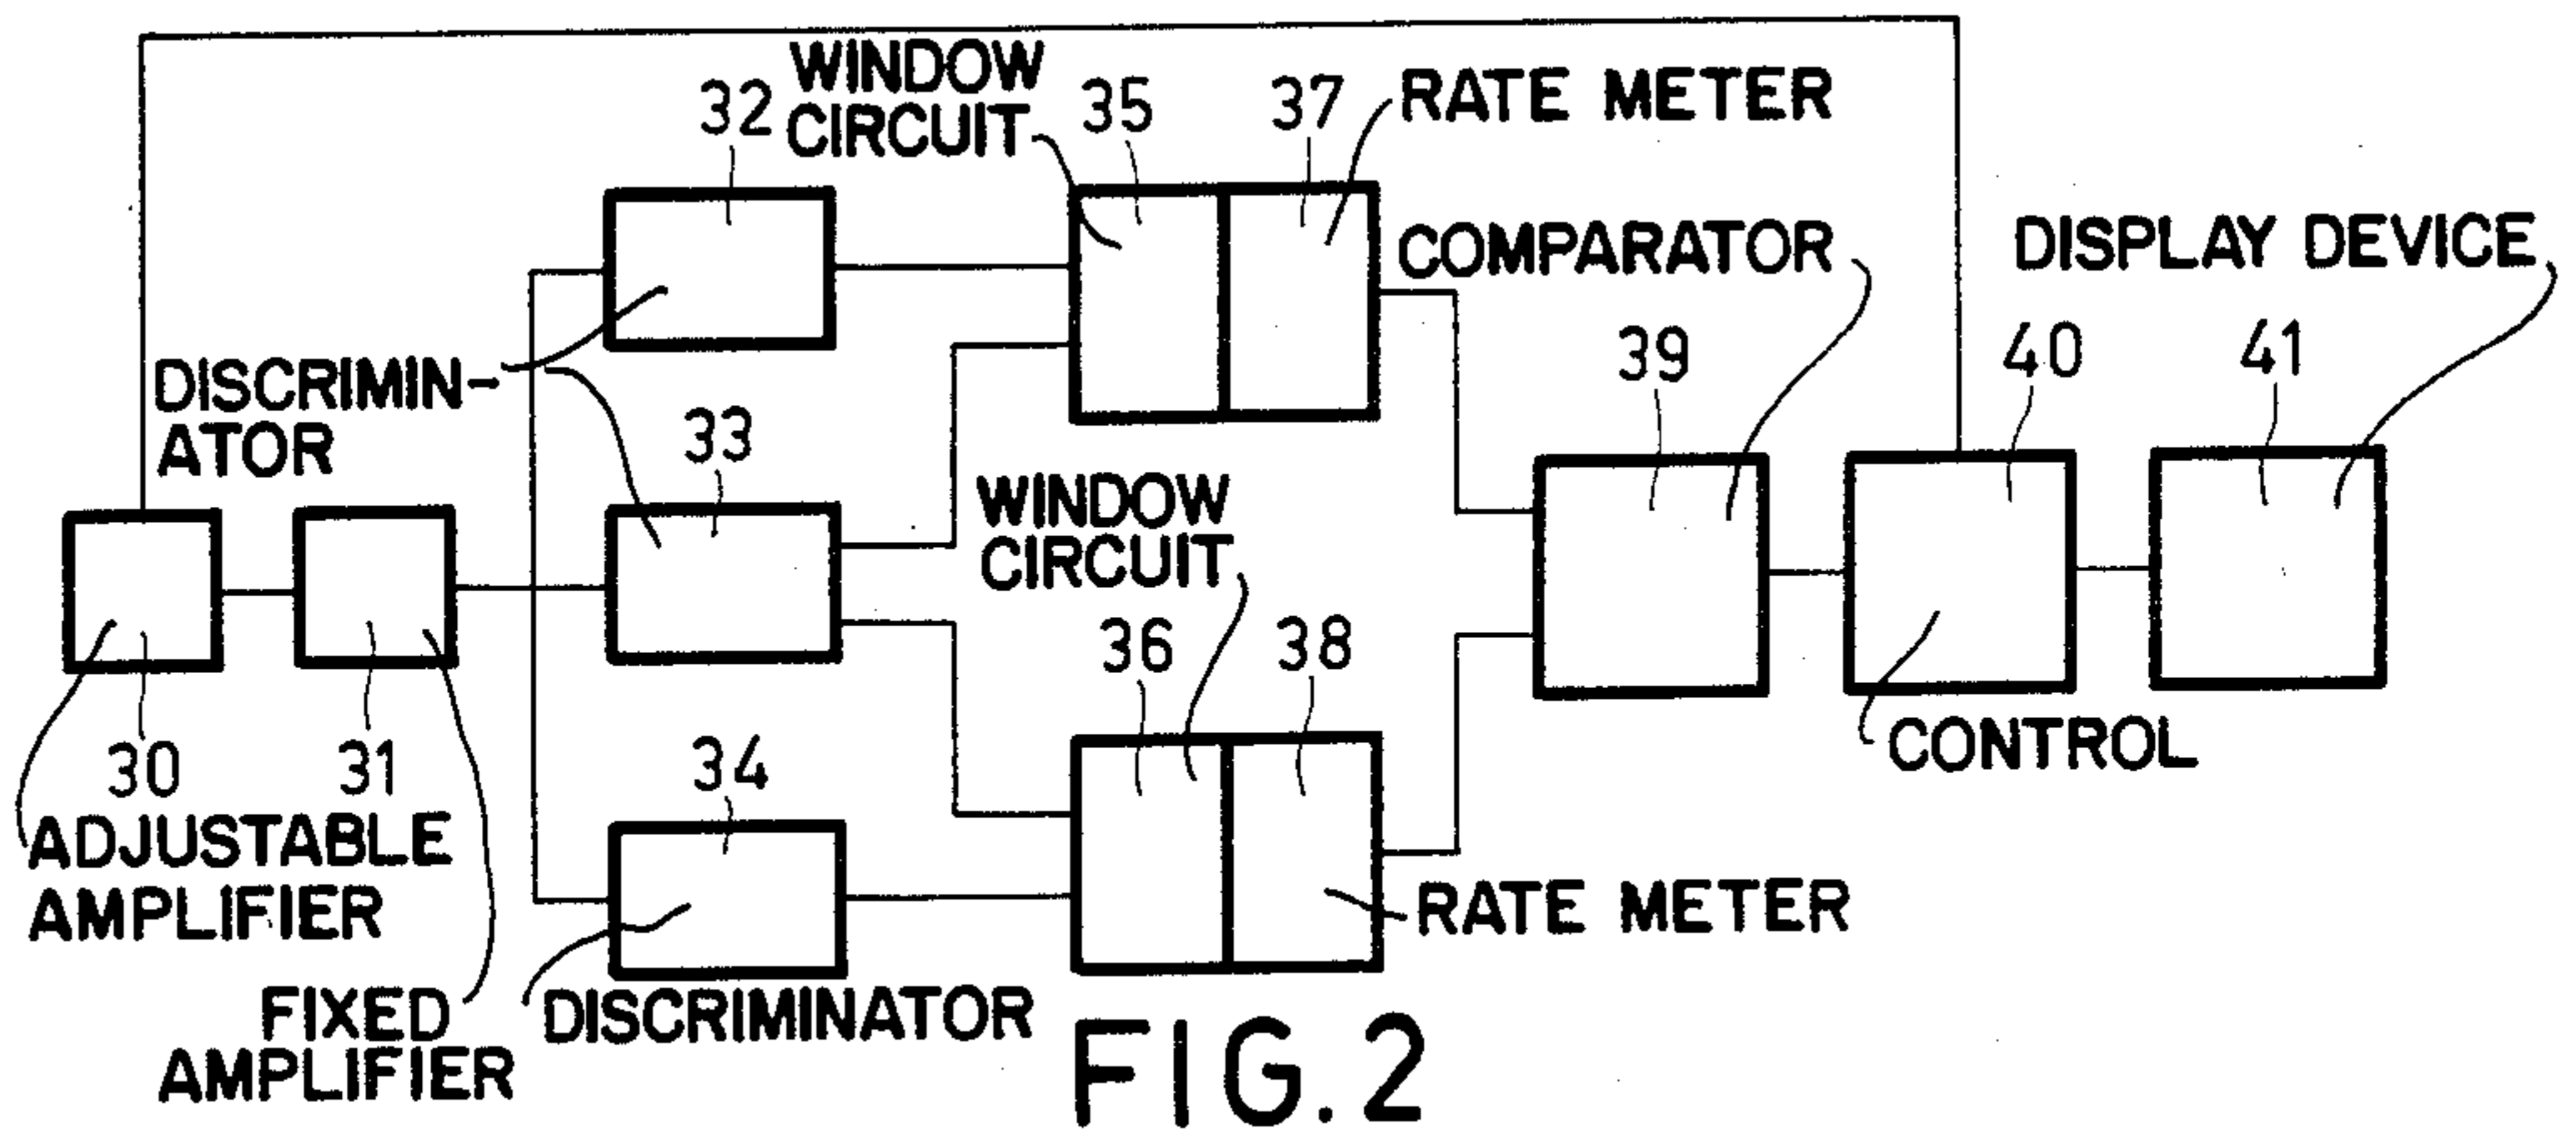 WINDOW
CIRCUIT
32
35
37
RATE METER
COMPARATOR
DISPLAY DEVICE
DISCRIMIN-
ATOR
33
39
40
41
WINDOW
CIRCUIT
30
31
ADJUSTABLE
AMPLIFIER
34
36
38
CONTROL
RATE METER
FIXED
AMPLIFIER
DISCRIMINATOR
FIG.2